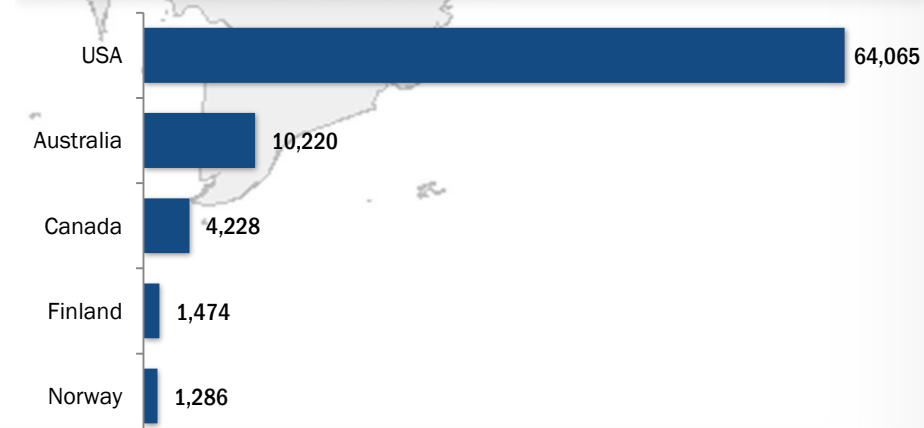 USA 64,065
Australia 10,220
Canada 4,228
Finland 1,474
Norway 1,286